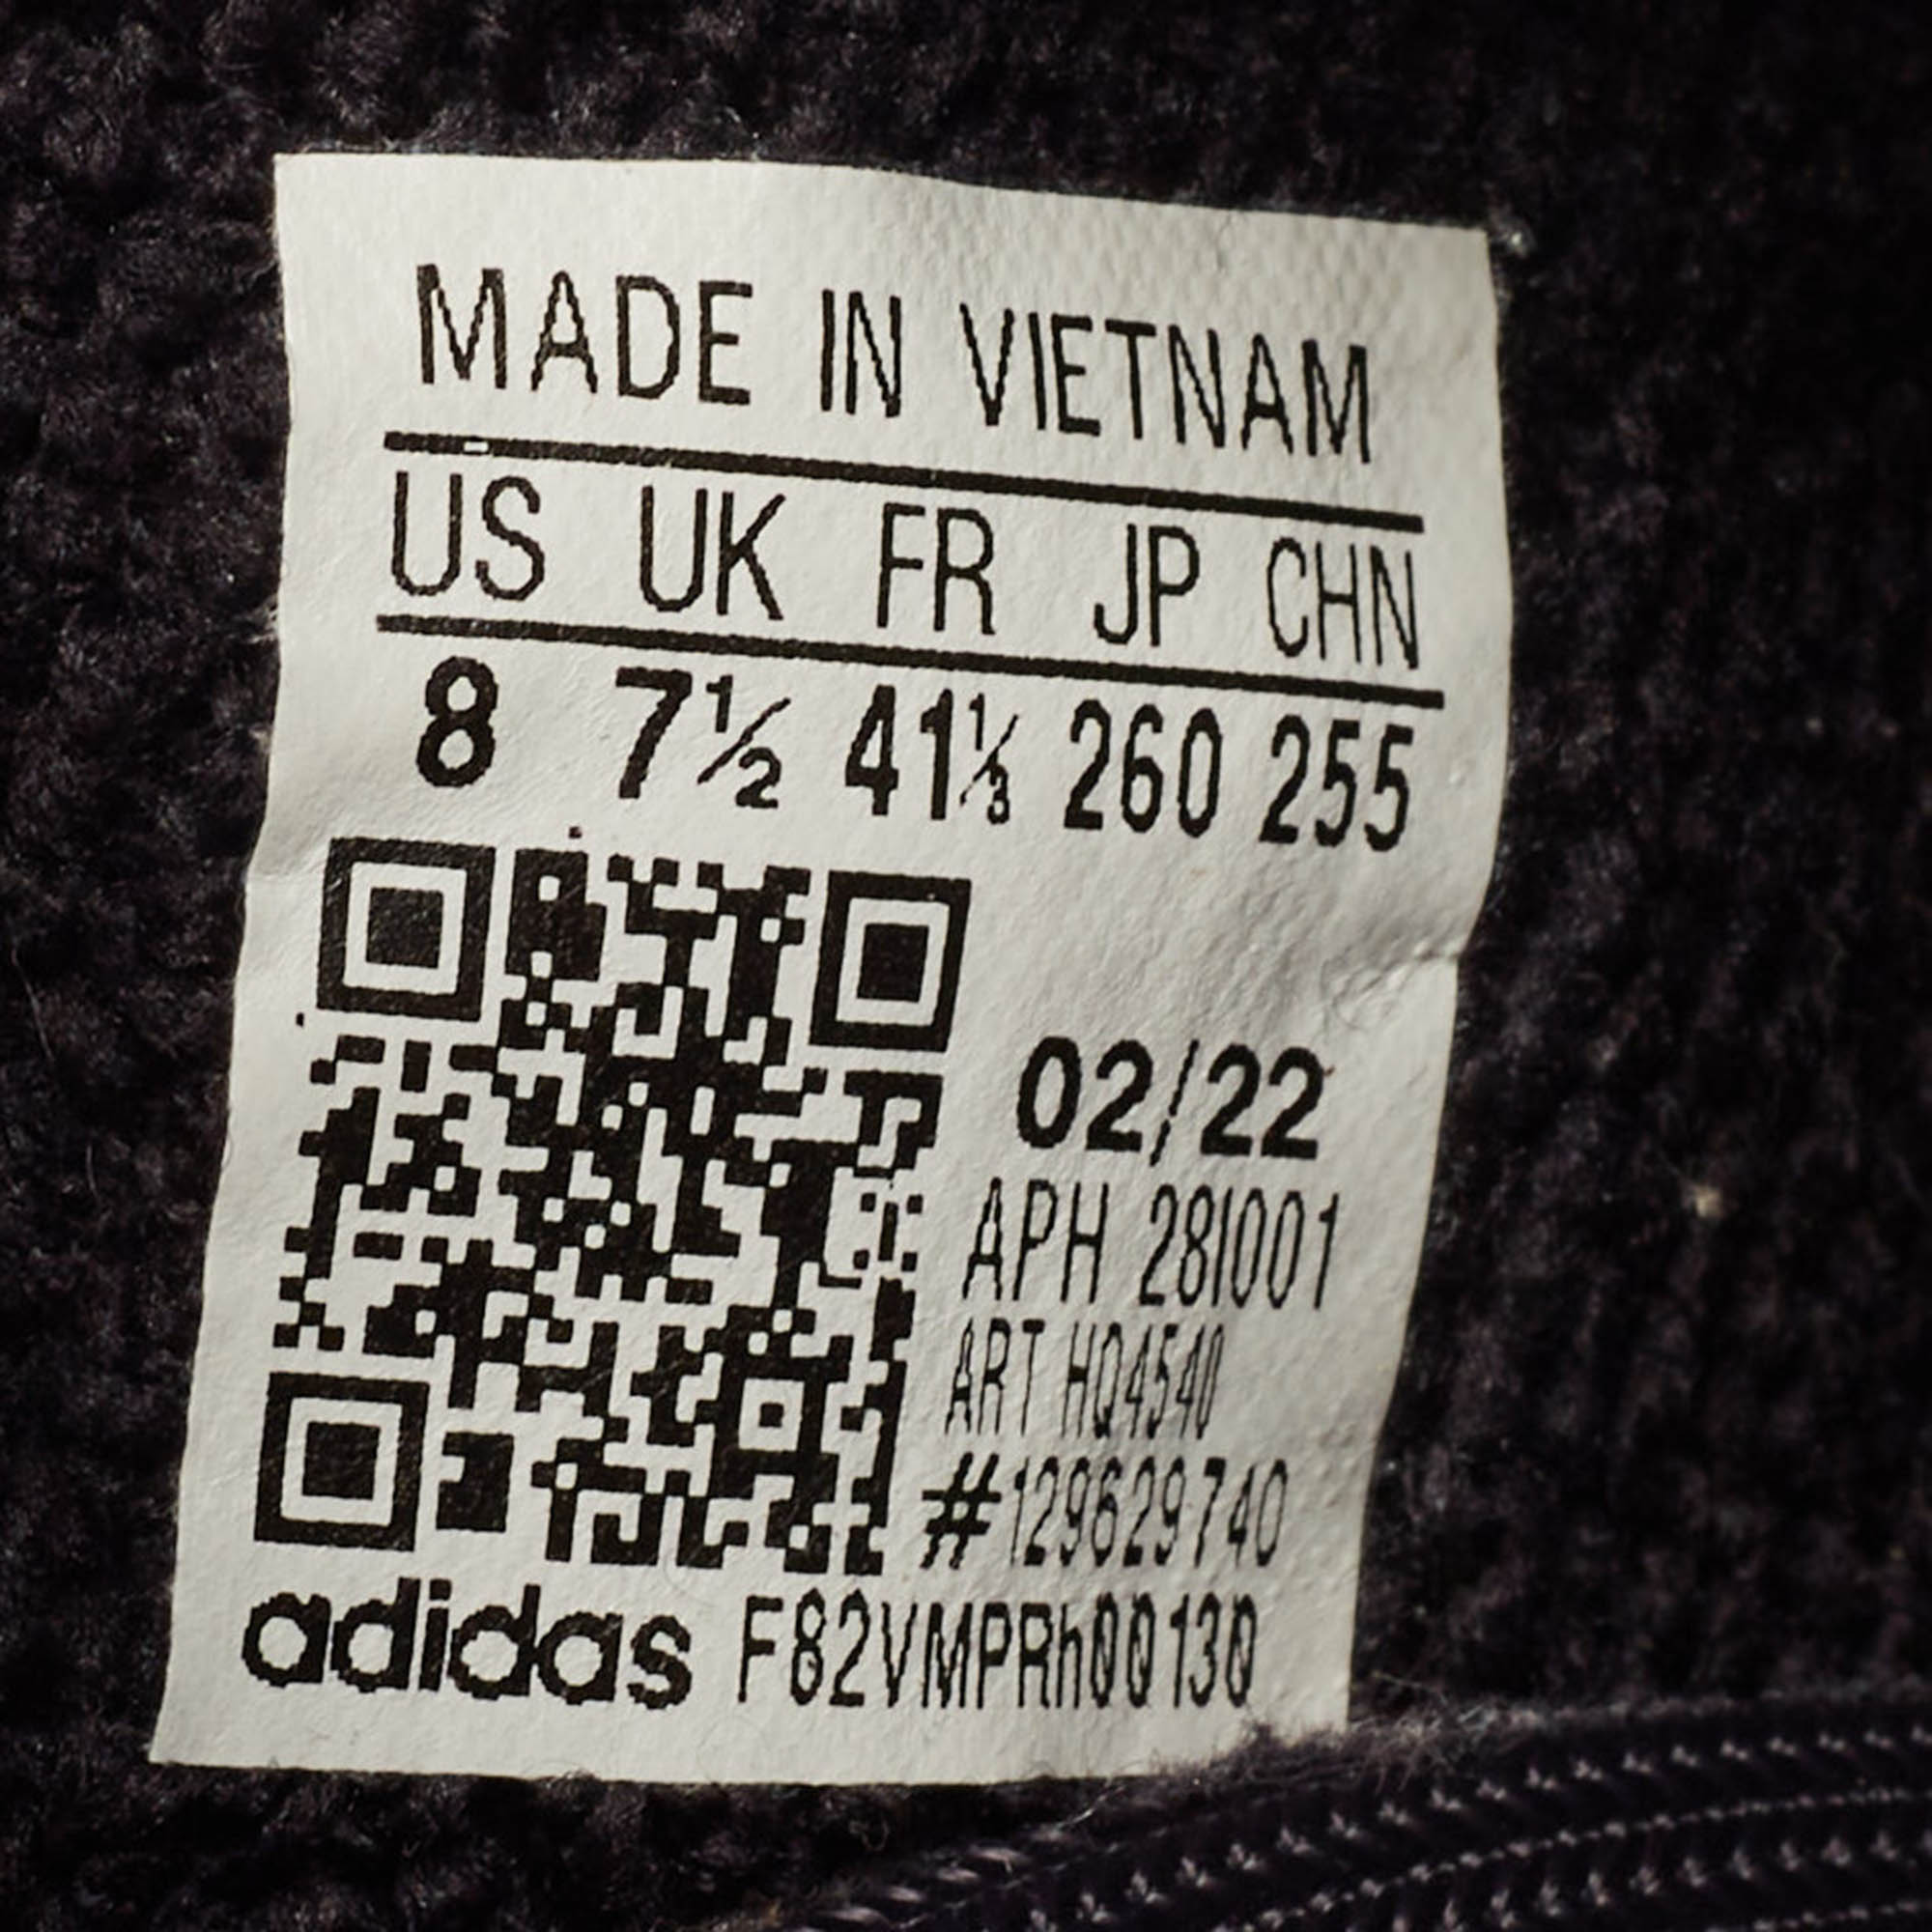 MADE IN VIETNAM
US UK FR JP CHN
8 7½ 41⅓ 260 255
02/22
APH 28I001
ART HQ4540
#129629740
adidas F82VMPRh00130